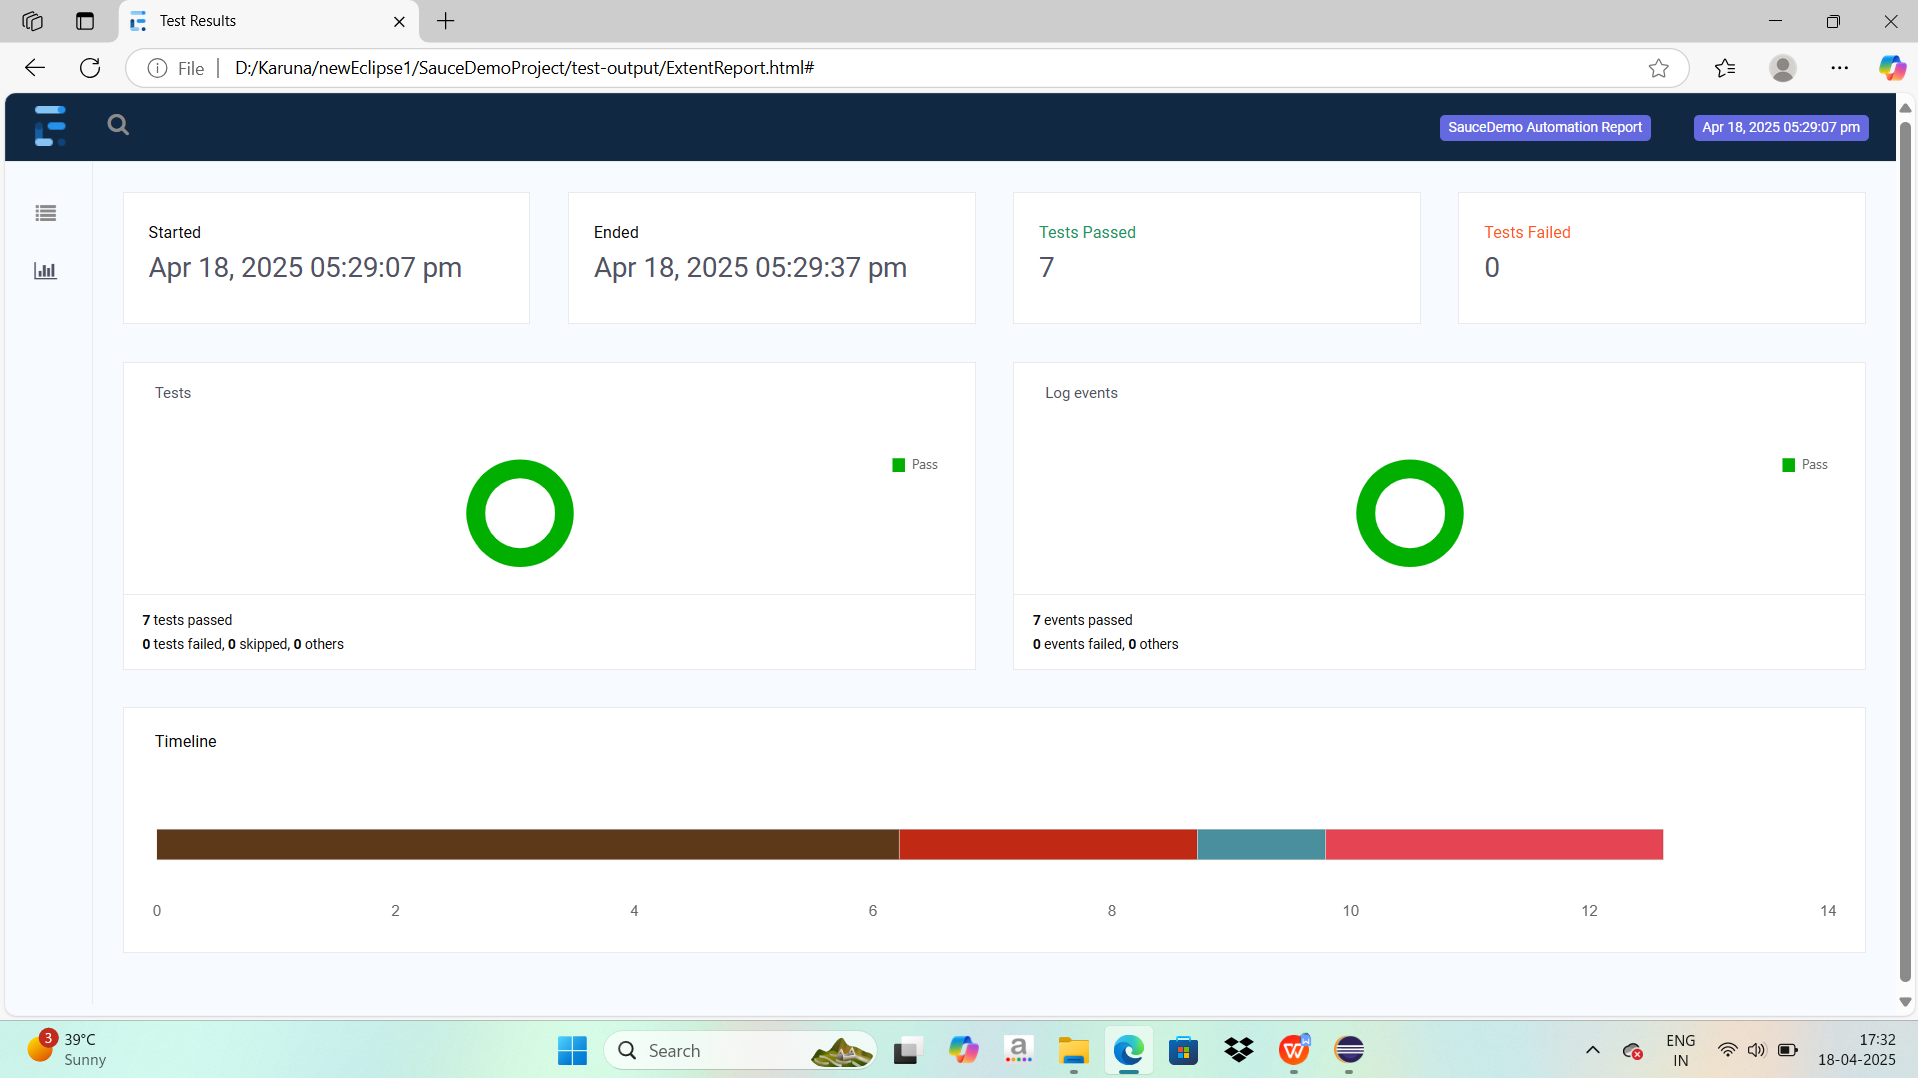 Test Results
File
D:/Karuna/newEclipse1/SauceDemoProject/test-output/ExtentReport.html#
SauceDemo Automation Report
Apr 18, 2025 05:29:07 pm
Started
Apr 18, 2025 05:29:07 pm
Ended
Apr 18, 2025 05:29:37 pm
Tests Passed
7
Tests Failed
0
Tests
Pass
7 tests passed
0 tests failed, 0 skipped, 0 others
Log events
Pass
7 events passed
0 events failed, 0 others
Timeline
0 2 4 6 8 10 12 14
3
39°C
Sunny
Search
a
W
W
ENG
IN
17:32
18-04-2025